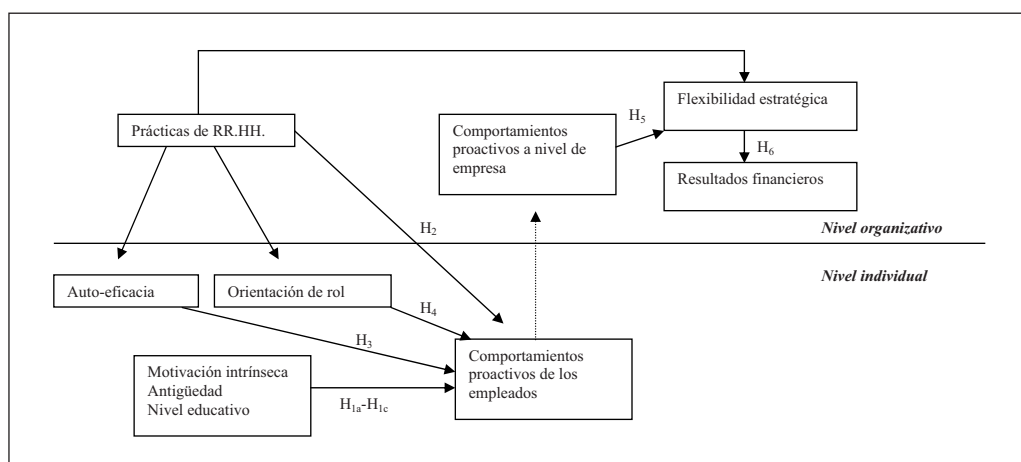 Flexibilidad estratégica
H5
Prácticas de RR.HH.
Comportamientos
proactivos a nivel de
empresa
H6
Resultados financieros
H2
Nivel organizativo
Nivel individual
Auto-eficacia
Orientación de rol
H4
H3
Comportamientos
proactivos de los
empleados
Motivación intrínseca
Antigüedad
Nivel educativo
H1a-H1c